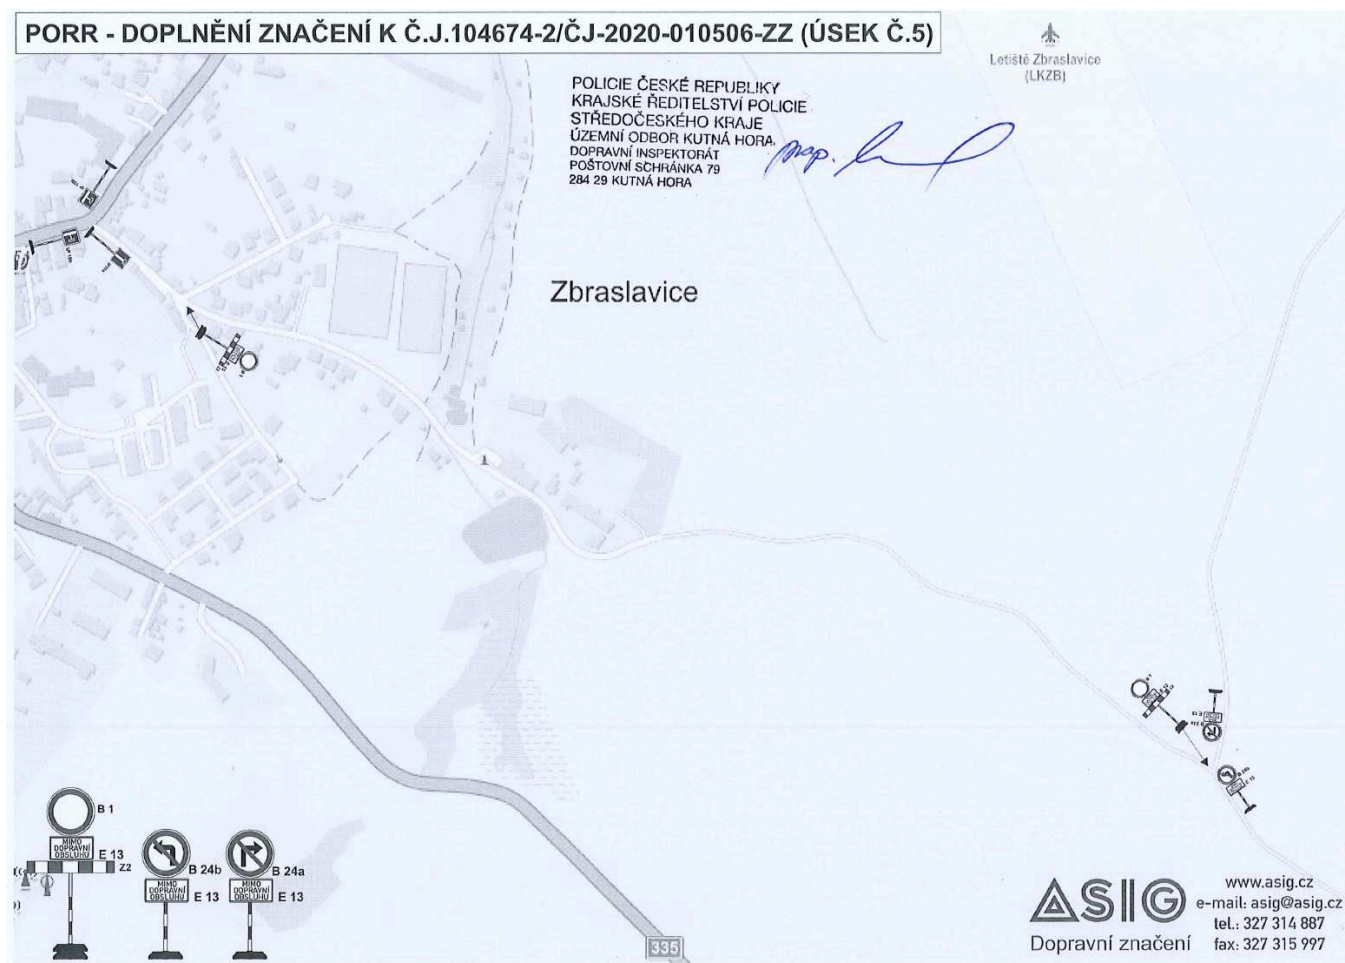 PORR - DOPLNĚNÍ ZNAČENÍ K Č.J.104674-2/ČJ-2020-010506-ZZ (ÚSEK Č.5)
Letiště Zbraslavice
(LKZB)
POLICIE ČESKÉ REPUBLIKY
KRAJSKÉ ŘEDITELSTVÍ POLICIE
STŘEDOČESKÉHO KRAJE
ÚZEMNÍ ODBOR KUTNÁ HORA
DOPRAVNÍ INSPEKTORÁT
POŠTOVNÍ SCHRÁNKA 79
284 29 KUTNÁ HORA
Zbraslavice
B 1
MIMO
DOPRAVNÍ
OBSLUHU
E 13
Z2
B 24b
MIMO
DOPRAVNÍ
OBSLUHU
E 13
B 24a
MIMO
DOPRAVNÍ
OBSLUHU
E 13
335
ASIG
Dopravní značení
www.asig.cz
e-mail: asig@asig.cz
tel.: 327 314 887
fax: 327 315 997